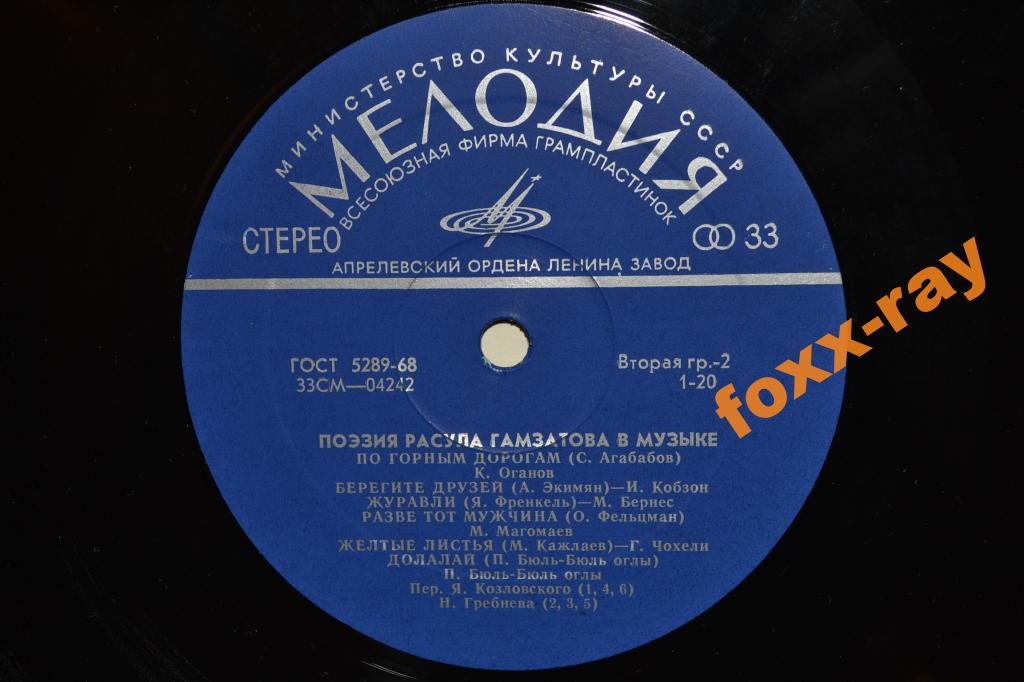 МИНИСТЕРСТВО КУЛЬТУРЫ СССР
МЕЛОДИЯ
ВСЕСОЮЗНАЯ ФИРМА ГРАМПЛАСТИНОК
СТЕРЕО
33
АПРЕЛЕВСКИЙ ОРДЕНА ЛЕНИНА ЗАВОД
ГОСТ 5289-68
33СМ—04242
Вторая гр.-2
1-20
foxx-ray
ПОЭЗИЯ РАСУЛА ГАМЗАТОВА В МУЗЫКЕ
ПО ГОРНЫМ ДОРОГАМ (С. Агабабов)
К. Оганов
БЕРЕГИТЕ ДРУЗЕЙ (А. Экимян)—И. Кобзон
ЖУРАВЛИ (Я. Френкель)—М. Бернес
РАЗВЕ ТОТ МУЖЧИНА (О. Фельцман)
М. Магомаев
ЖЕЛТЫЕ ЛИСТЬЯ (М. Кажлаев)—Г. Чохели
ДОЛАЛАЙ (П. Бюль-Бюль оглы)
П. Бюль-Бюль оглы
Пер. Я. Козловского (1, 4, 6)
Н. Гребнева (2, 3, 5)